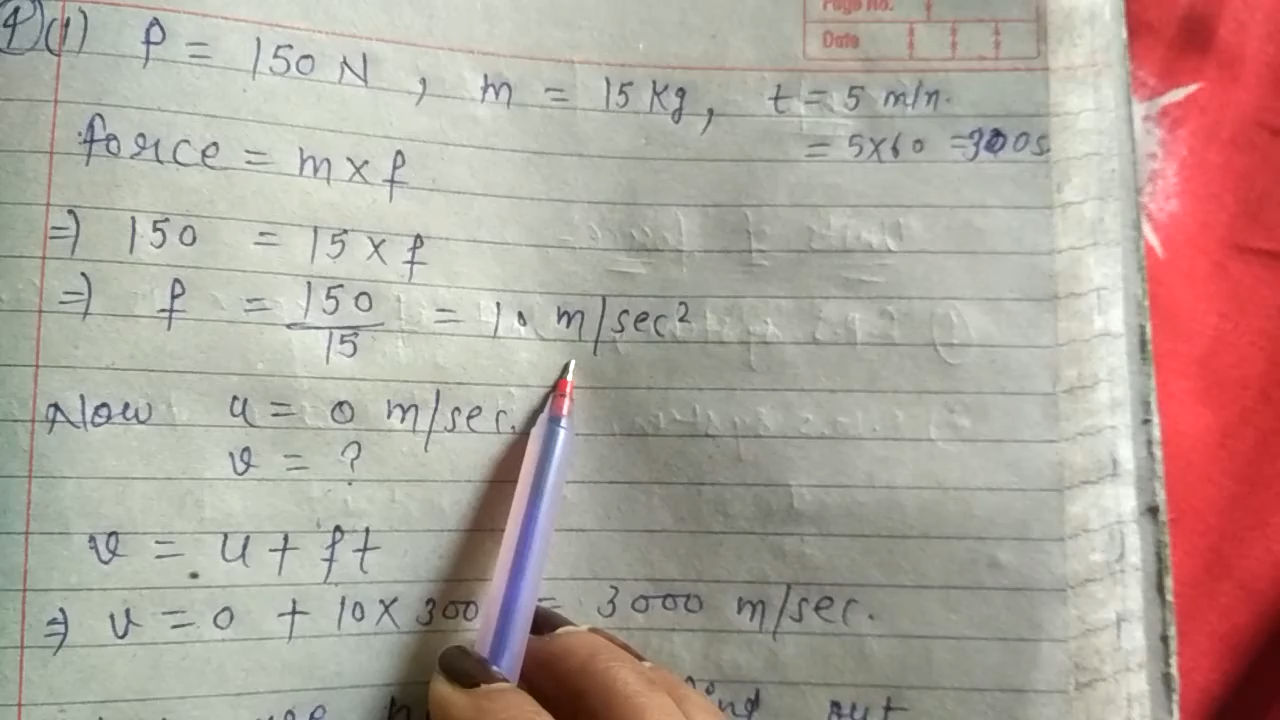 Page No.
Date
Q(1) P = 150 N, m = 15 Kg, t = 5 min.
= 5x60 = 300s
force = m x f
⇒ 150 = 15 x f
⇒ f = 150/15 = 10 m/sec²
Now u = 0 m/sec.
v = ?
v = u + ft
⇒ v = 0 + 10 x 300 = 3000 m/sec.
out